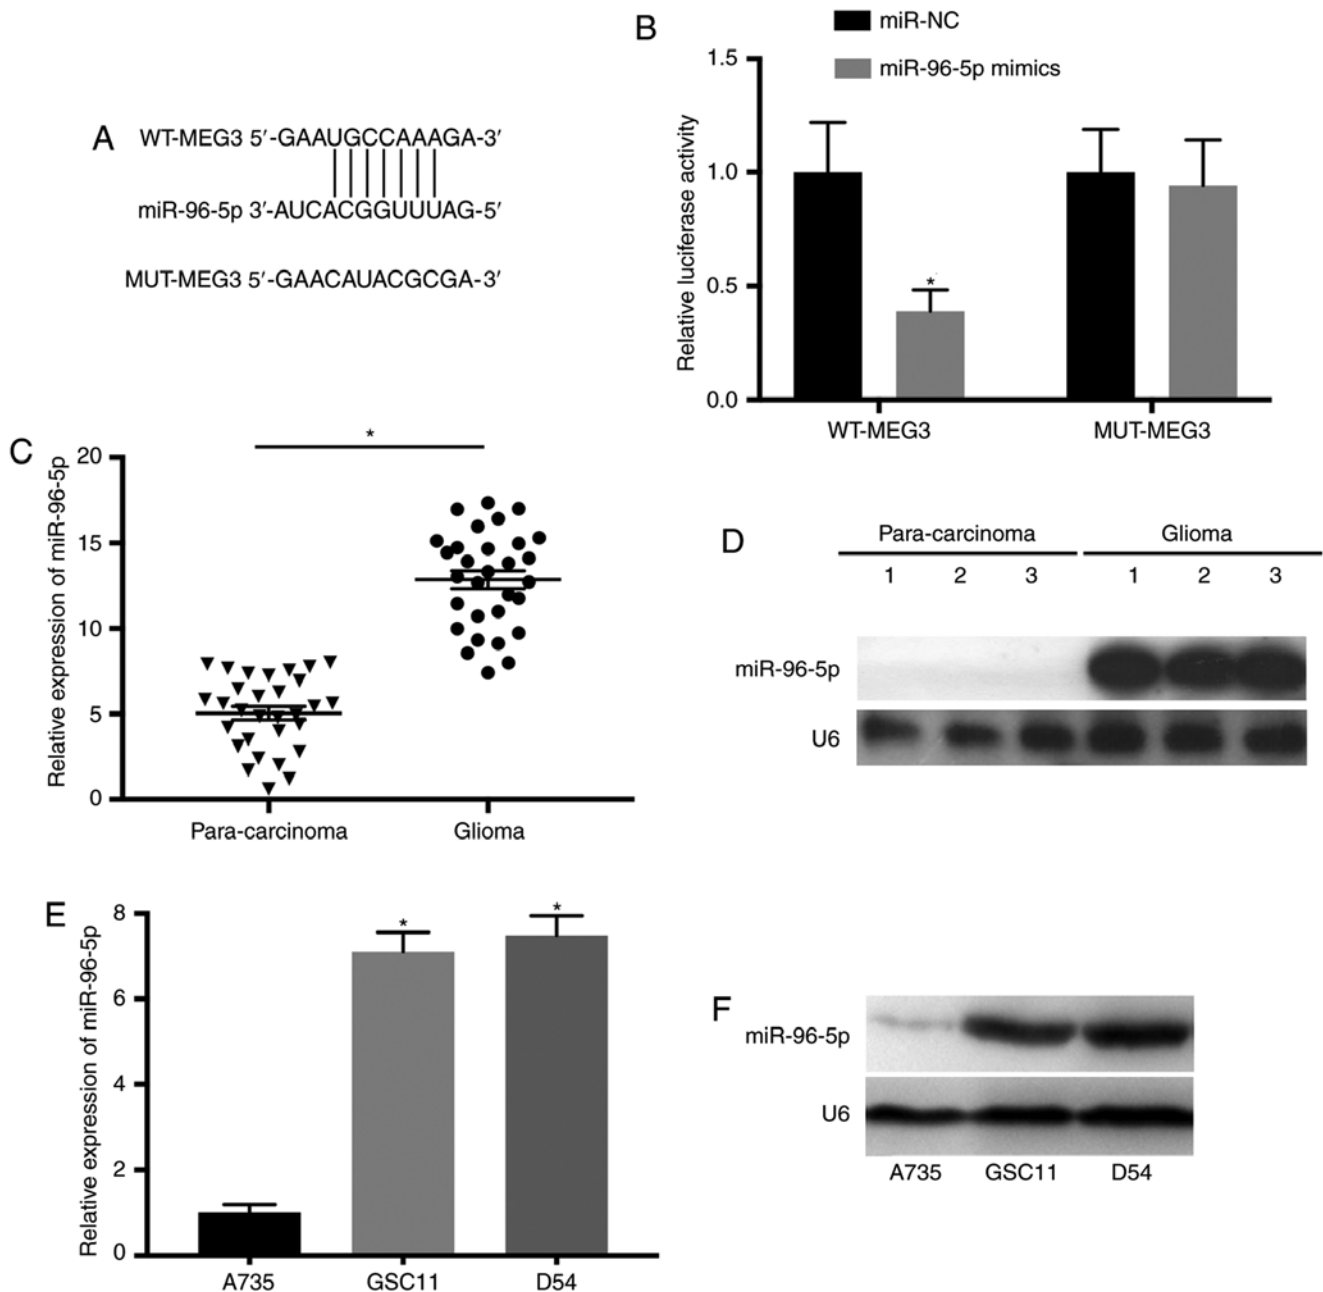 A
WT-MEG3 5′-GAAUGCCAAAGA-3′
miR-96-5p 3′-AUCACGGUUUAG-5′
MUT-MEG3 5′-GAACAUACGCGA-3′
B
miR-NC
miR-96-5p mimics
Relative luciferase activity
1.5
1.0
0.5
0.0
*
WT-MEG3
MUT-MEG3
C
Relative expression of miR-96-5p
20
15
10
5
0
*
Para-carcinoma
Glioma
D
Para-carcinoma
Glioma
1 2 3 1 2 3
miR-96-5p
U6
E
Relative expression of miR-96-5p
8
6
4
2
0
*
*
A735
GSC11
D54
F
miR-96-5p
U6
A735 GSC11 D54